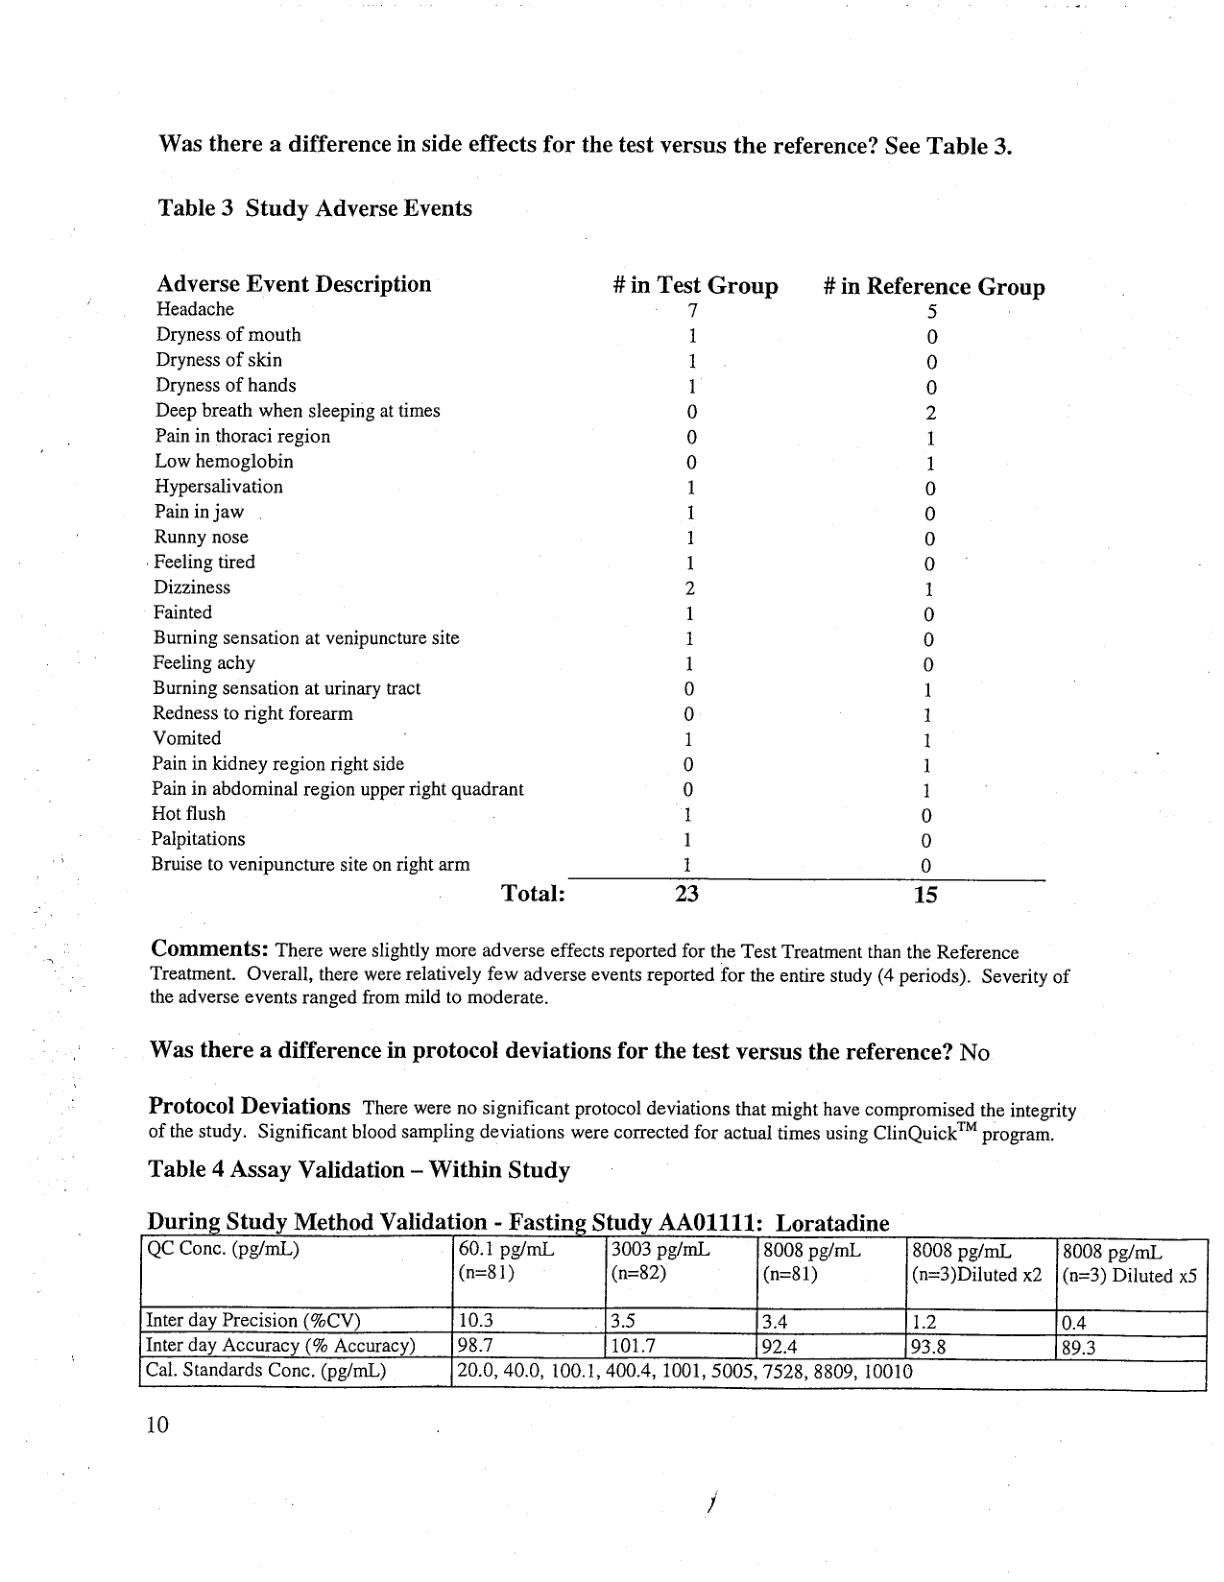 Was there a difference in side effects for the test versus the reference? See Table 3.
Table 3 Study Adverse Events
Adverse Event Description # in Test Group # in Reference Group
Headache 7 5
Dryness of mouth 1 0
Dryness of skin 1 0
Dryness of hands 1 0
Deep breath when sleeping at times 0 2
Pain in thoraci region 0 1
Low hemoglobin 0 1
Hypersalivation 1 0
Pain in jaw 1 0
Runny nose 1 0
Feeling tired 1 0
Dizziness 2 1
Fainted 1 0
Burning sensation at venipuncture site 1 0
Feeling achy 1 0
Burning sensation at urinary tract 0 1
Redness to right forearm 0 1
Vomited 1 1
Pain in kidney region right side 0 1
Pain in abdominal region upper right quadrant 0 1
Hot flush 1 0
Palpitations 1 0
Bruise to venipuncture site on right arm 1 0
Total: 23 15
Comments: There were slightly more adverse effects reported for the Test Treatment than the Reference
Treatment. Overall, there were relatively few adverse events reported for the entire study (4 periods). Severity of
the adverse events ranged from mild to moderate.
Was there a difference in protocol deviations for the test versus the reference? No
Protocol Deviations There were no significant protocol deviations that might have compromised the integrity
of the study. Significant blood sampling deviations were corrected for actual times using ClinQuick™ program.
Table 4 Assay Validation – Within Study
During Study Method Validation - Fasting Study AA01111: Loratadine
QC Conc. (pg/mL) 60.1 pg/mL 3003 pg/mL 8008 pg/mL 8008 pg/mL 8008 pg/mL
(n=81) (n=82) (n=81) (n=3)Diluted x2 (n=3) Diluted x5
Inter day Precision (%CV) 10.3 3.5 3.4 1.2 0.4
Inter day Accuracy (% Accuracy) 98.7 101.7 92.4 93.8 89.3
Cal. Standards Conc. (pg/mL) 20.0, 40.0, 100.1, 400.4, 1001, 5005, 7528, 8809, 10010
10